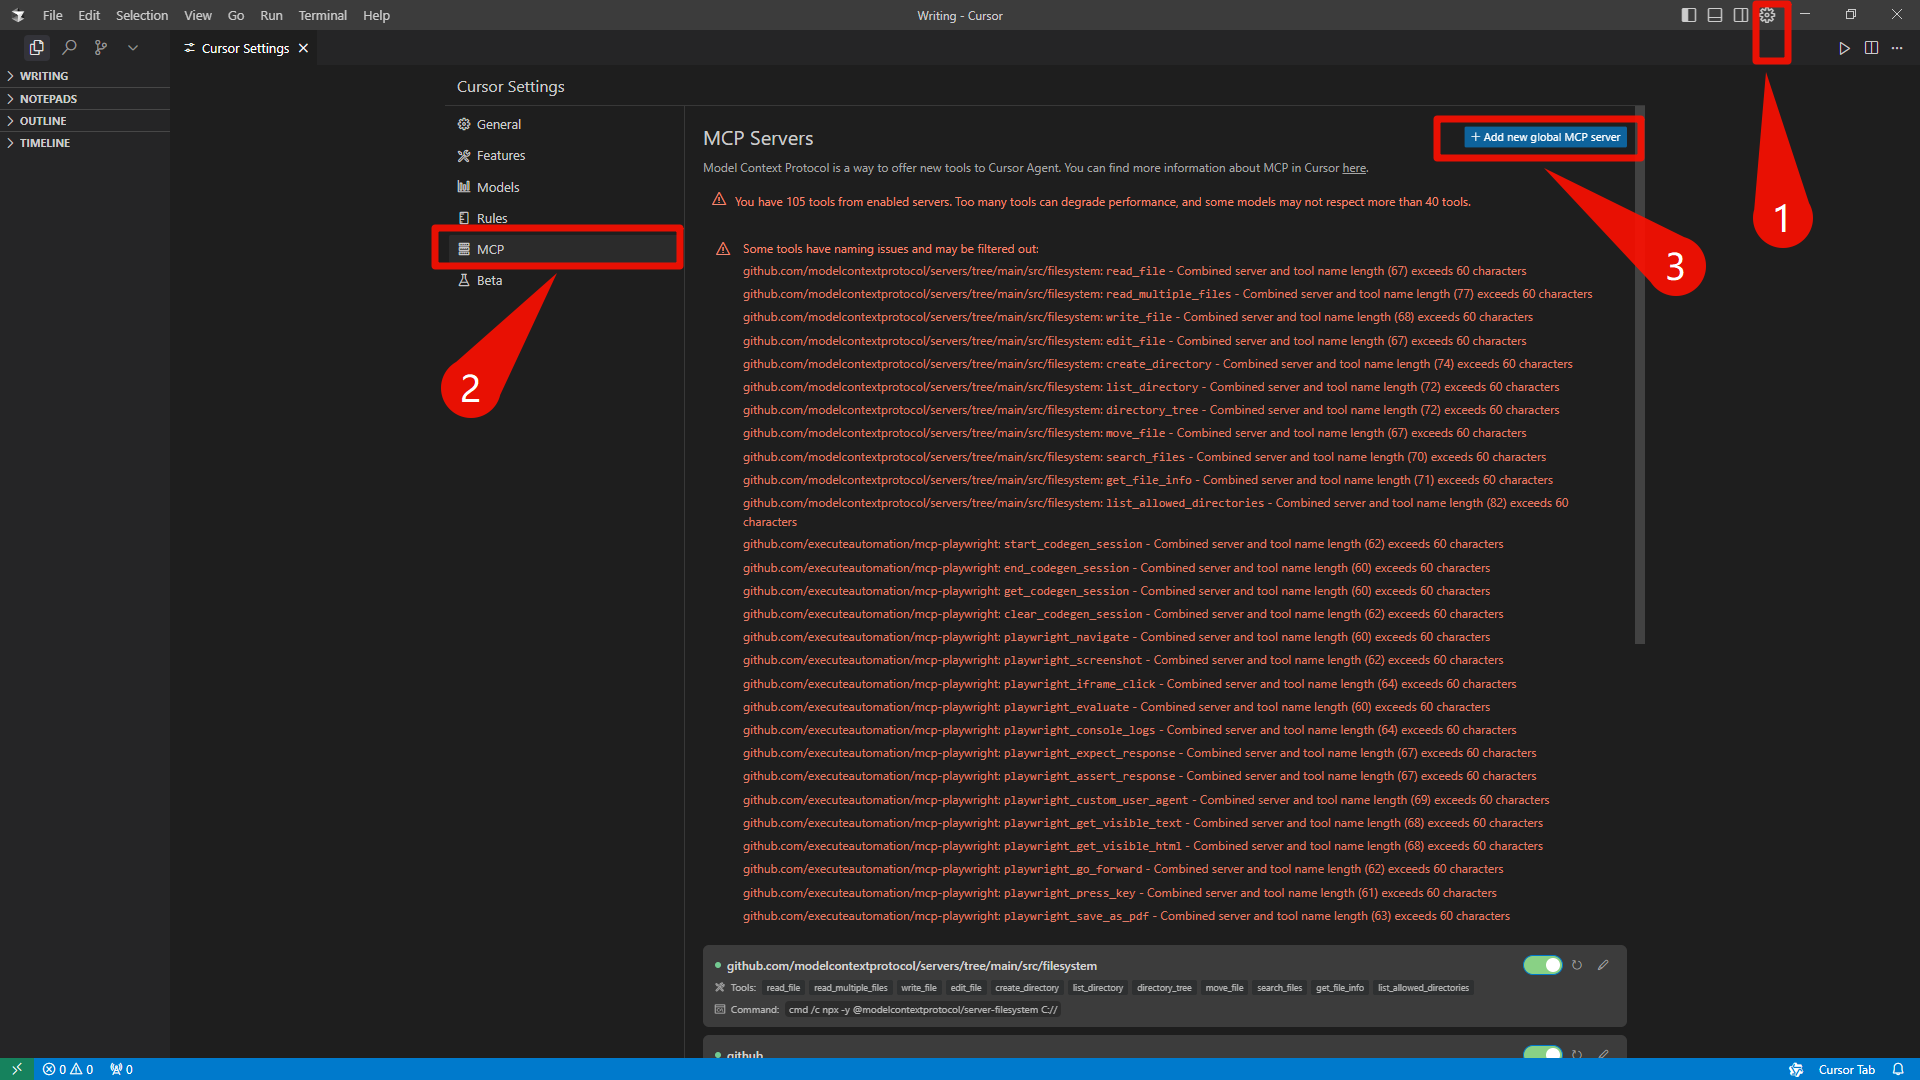 File Edit Selection View Go Run Terminal Help
Writing - Cursor
Cursor Settings
WRITING
NOTEPADS
OUTLINE
TIMELINE
Cursor Settings
General
Features
Models
Rules
MCP
Beta
1
2
3
MCP Servers
+ Add new global MCP server
Model Context Protocol is a way to offer new tools to Cursor Agent. You can find more information about MCP in Cursor here.
You have 105 tools from enabled servers. Too many tools can degrade performance, and some models may not respect more than 40 tools.
Some tools have naming issues and may be filtered out:
github.com/modelcontextprotocol/servers/tree/main/src/filesystem: read_file - Combined server and tool name length (67) exceeds 60 characters
github.com/modelcontextprotocol/servers/tree/main/src/filesystem: read_multiple_files - Combined server and tool name length (77) exceeds 60 characters
github.com/modelcontextprotocol/servers/tree/main/src/filesystem: write_file - Combined server and tool name length (68) exceeds 60 characters
github.com/modelcontextprotocol/servers/tree/main/src/filesystem: edit_file - Combined server and tool name length (67) exceeds 60 characters
github.com/modelcontextprotocol/servers/tree/main/src/filesystem: create_directory - Combined server and tool name length (74) exceeds 60 characters
github.com/modelcontextprotocol/servers/tree/main/src/filesystem: list_directory - Combined server and tool name length (72) exceeds 60 characters
github.com/modelcontextprotocol/servers/tree/main/src/filesystem: directory_tree - Combined server and tool name length (72) exceeds 60 characters
github.com/modelcontextprotocol/servers/tree/main/src/filesystem: move_file - Combined server and tool name length (67) exceeds 60 characters
github.com/modelcontextprotocol/servers/tree/main/src/filesystem: search_files - Combined server and tool name length (70) exceeds 60 characters
github.com/modelcontextprotocol/servers/tree/main/src/filesystem: get_file_info - Combined server and tool name length (71) exceeds 60 characters
github.com/modelcontextprotocol/servers/tree/main/src/filesystem: list_allowed_directories - Combined server and tool name length (82) exceeds 60
characters
github.com/executeautomation/mcp-playwright: start_codegen_session - Combined server and tool name length (62) exceeds 60 characters
github.com/executeautomation/mcp-playwright: end_codegen_session - Combined server and tool name length (60) exceeds 60 characters
github.com/executeautomation/mcp-playwright: get_codegen_session - Combined server and tool name length (60) exceeds 60 characters
github.com/executeautomation/mcp-playwright: clear_codegen_session - Combined server and tool name length (62) exceeds 60 characters
github.com/executeautomation/mcp-playwright: playwright_navigate - Combined server and tool name length (60) exceeds 60 characters
github.com/executeautomation/mcp-playwright: playwright_screenshot - Combined server and tool name length (62) exceeds 60 characters
github.com/executeautomation/mcp-playwright: playwright_iframe_click - Combined server and tool name length (64) exceeds 60 characters
github.com/executeautomation/mcp-playwright: playwright_evaluate - Combined server and tool name length (60) exceeds 60 characters
github.com/executeautomation/mcp-playwright: playwright_console_logs - Combined server and tool name length (64) exceeds 60 characters
github.com/executeautomation/mcp-playwright: playwright_expect_response - Combined server and tool name length (67) exceeds 60 characters
github.com/executeautomation/mcp-playwright: playwright_assert_response - Combined server and tool name length (67) exceeds 60 characters
github.com/executeautomation/mcp-playwright: playwright_custom_user_agent - Combined server and tool name length (69) exceeds 60 characters
github.com/executeautomation/mcp-playwright: playwright_get_visible_text - Combined server and tool name length (68) exceeds 60 characters
github.com/executeautomation/mcp-playwright: playwright_get_visible_html - Combined server and tool name length (68) exceeds 60 characters
github.com/executeautomation/mcp-playwright: playwright_go_forward - Combined server and tool name length (62) exceeds 60 characters
github.com/executeautomation/mcp-playwright: playwright_press_key - Combined server and tool name length (61) exceeds 60 characters
github.com/executeautomation/mcp-playwright: playwright_save_as_pdf - Combined server and tool name length (63) exceeds 60 characters
github.com/modelcontextprotocol/servers/tree/main/src/filesystem
Tools: read_file read_multiple_files write_file edit_file create_directory list_directory directory_tree move_file search_files get_file_info list_allowed_directories
Command: cmd /c npx -y @modelcontextprotocol/server-filesystem C://
github
0 0 0
Cursor Tab